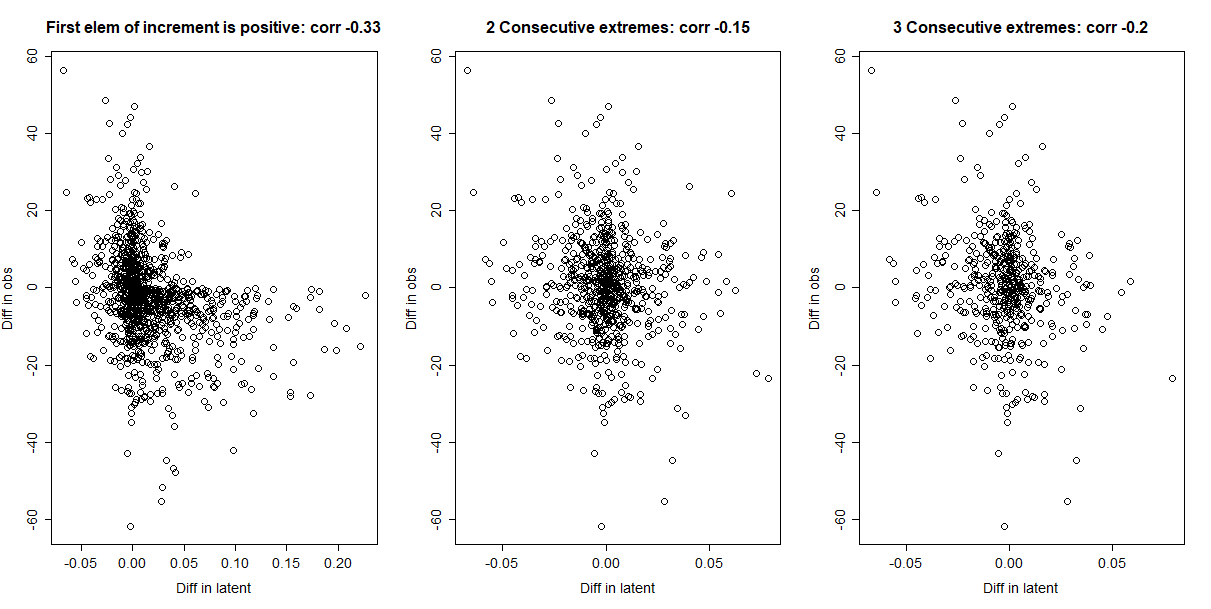 First elem of increment is positive: corr -0.33
2 Consecutive extremes: corr -0.15
3 Consecutive extremes: corr -0.2
Diff in obs
60
40
20
0
-20
-40
-60
-0.05 0.00 0.05 0.10 0.15 0.20
Diff in latent
Diff in obs
60
40
20
0
-20
-40
-60
-0.05 0.00 0.05
Diff in latent
Diff in obs
60
40
20
0
-20
-40
-60
-0.05 0.00 0.05
Diff in latent